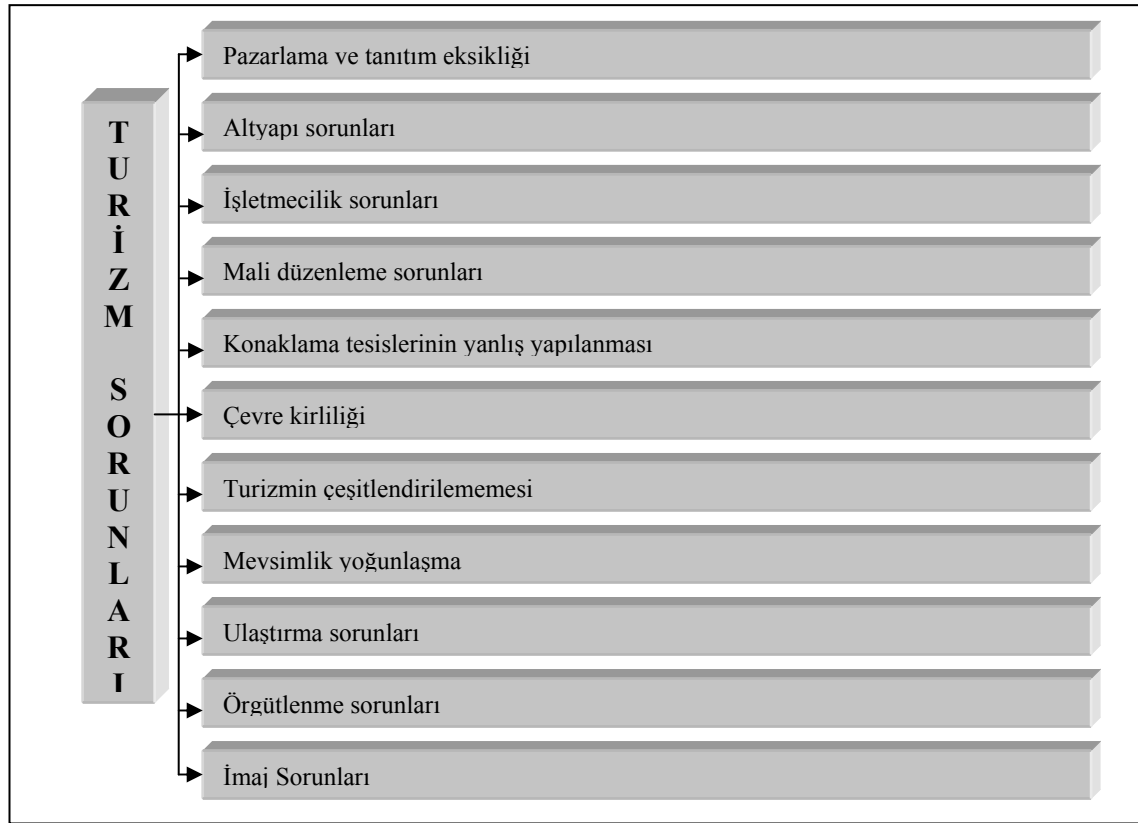 TURİZM SORUNLARI
Pazarlama ve tanıtım eksikliği
Altyapı sorunları
İşletmecilik sorunları
Mali düzenleme sorunları
Konaklama tesislerinin yanlış yapılanması
Çevre kirliliği
Turizmin çeşitlendirilememesi
Mevsimlik yoğunlaşma
Ulaştırma sorunları
Örgütlenme sorunları
İmaj Sorunları